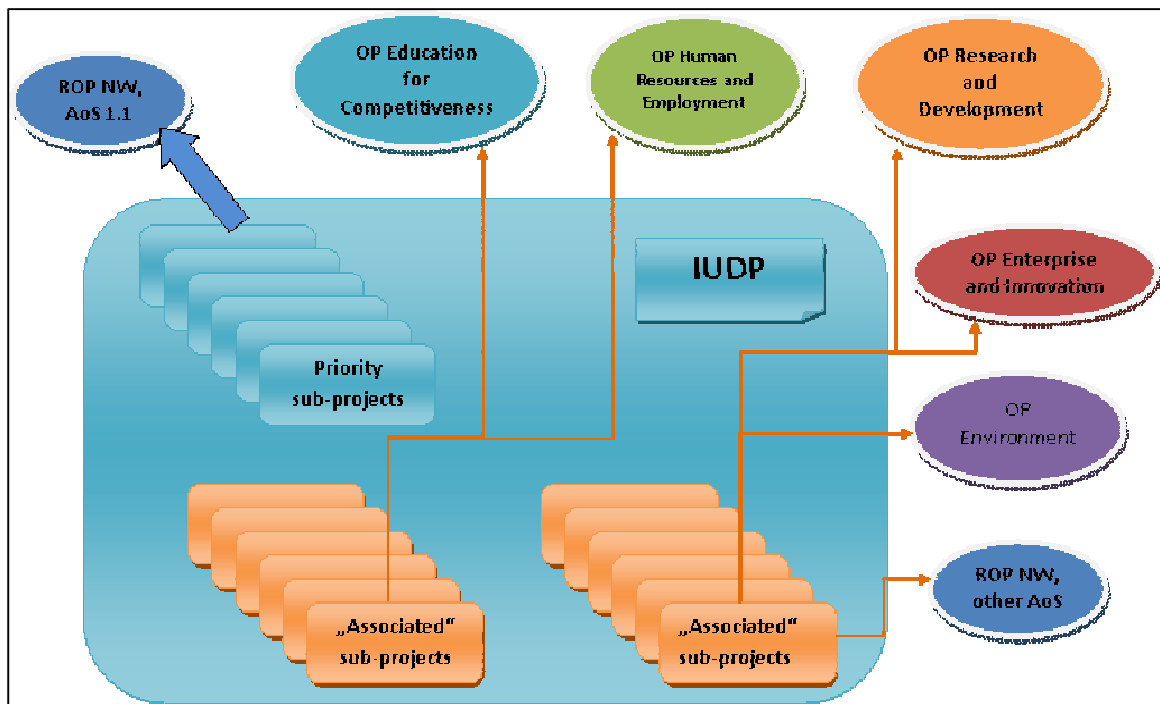 ROP NW,
AoS 1.1
OP Education
for
Competitiveness
OP Human
Resources and
Employment
OP Research
and
Development
IUDP
OP Enterprise
and Innovation
Priority
sub-projects
OP
Environment
„Associated“
sub-projects
„Associated“
sub-projects
ROP NW,
other AoS